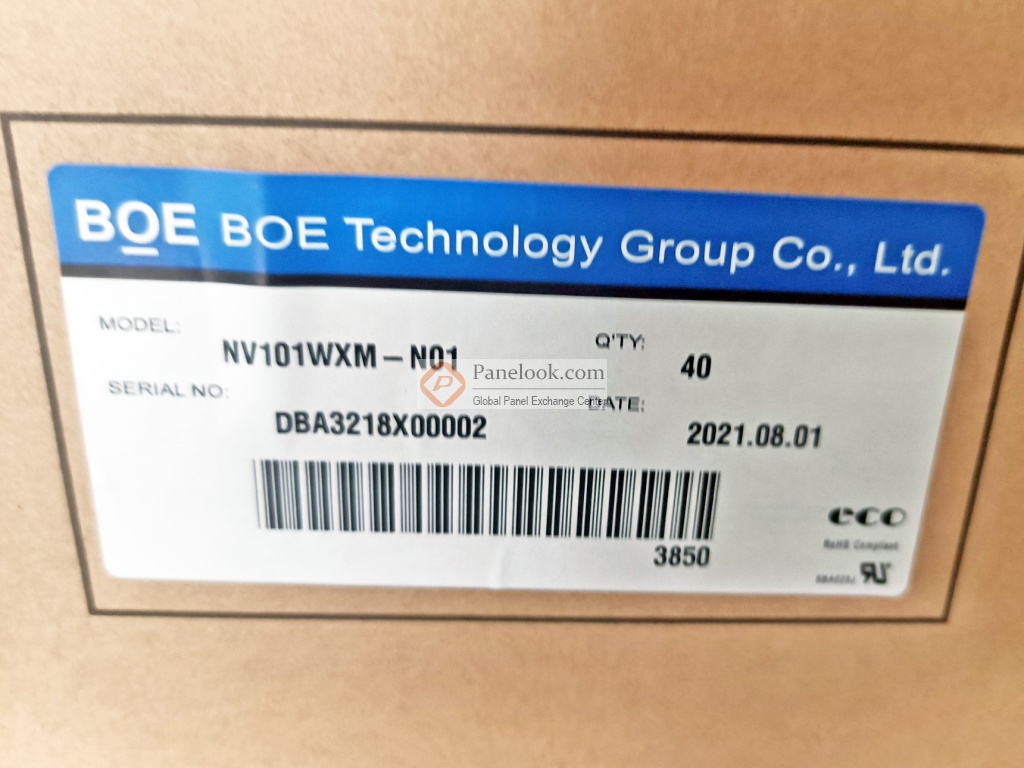 BOE BOE Technology Group Co., Ltd.
MODEL:
NV101WXM-N01
Q'TY:
40
Panelook.com
Global Panel Exchange Center
SERIAL NO:
DBA3218X00002
DATE:
2021.08.01
3850
eco
RoHS Compliant